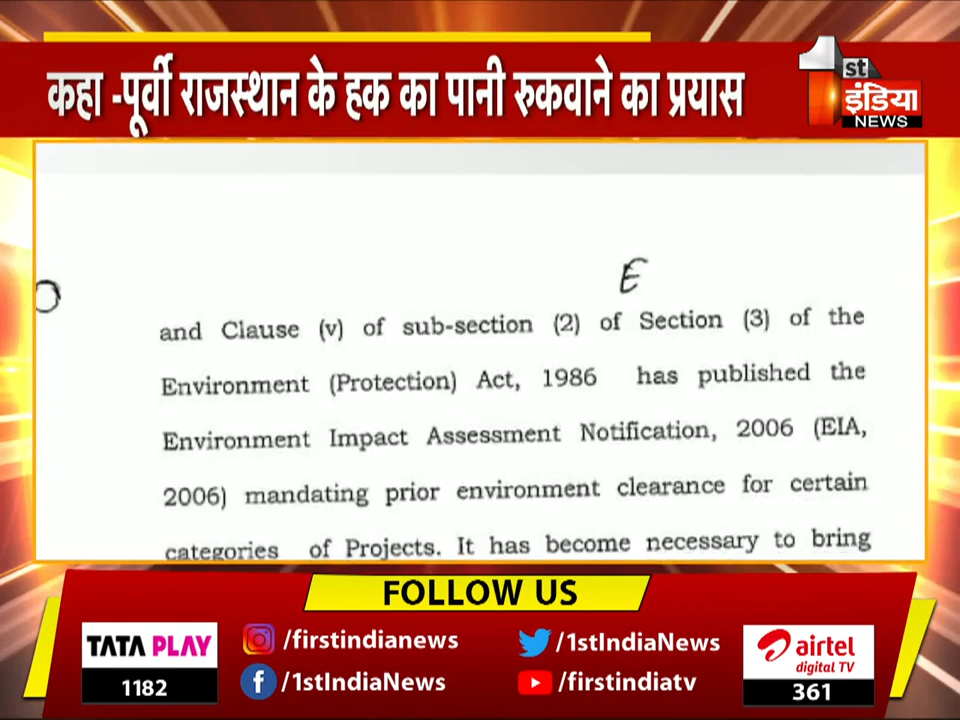 कहा -पूर्वी राजस्थान के हक का पानी रुकवाने का प्रयास
1st
इंडिया
NEWS
E
and Clause (v) of sub-section (2) of Section (3) of the
Environment (Protection) Act, 1986 has published the
Environment Impact Assessment Notification, 2006 (EIA,
2006) mandating prior environment clearance for certain
categories of Projects. It has become necessary to bring
FOLLOW US
TATA PLAY
1182
/firstindianews
/1stIndiaNews
/1stIndiaNews
/firstindiatv
airtel
digital TV
361